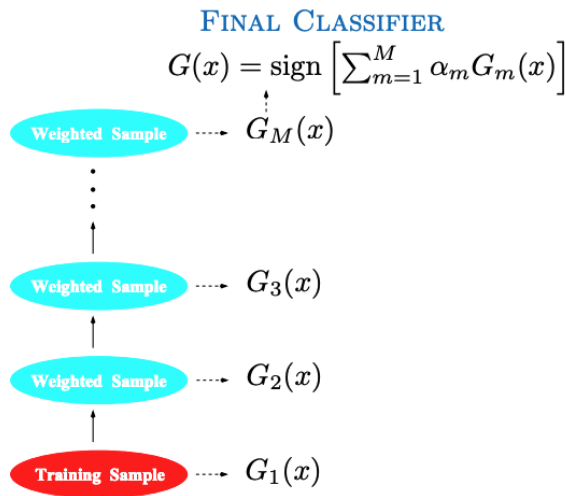 FINAL CLASSIFIER
G(x) = sign [∑_{m=1}^{M} α_m G_m(x)]
Weighted Sample G_M(x)
Weighted Sample G_3(x)
Weighted Sample G_2(x)
Training Sample G_1(x)